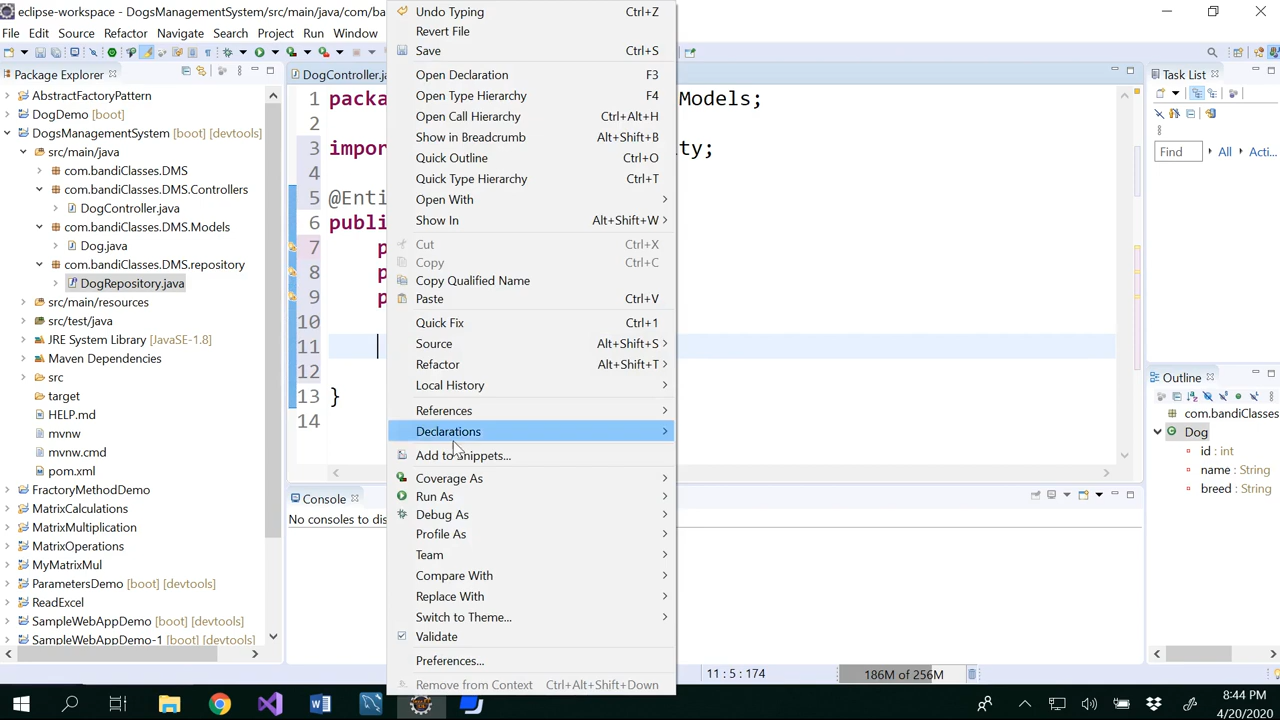 eclipse-workspace - DogsManagementSystem/src/main/java/com/ba
File Edit Source Refactor Navigate Search Project Run Window
Package Explorer
AbstractFactoryPattern
DogDemo [boot]
DogsManagementSystem [boot] [devtools]
src/main/java
com.bandiClasses.DMS
com.bandiClasses.DMS.Controllers
DogController.java
com.bandiClasses.DMS.Models
Dog.java
com.bandiClasses.DMS.repository
DogRepository.java
src/main/resources
src/test/java
JRE System Library [JavaSE-1.8]
Maven Dependencies
src
target
HELP.md
mvnw
mvnw.cmd
pom.xml
FractoryMethodDemo
MatrixCalculations
MatrixMultiplication
MatrixOperations
MyMatrixMul
ParametersDemo [boot] [devtools]
ReadExcel
SampleWebAppDemo [boot] [devtools]
SampleWebAppDemo-1 [boot] [devtools]
DogController.ja
1 packa Models;
2
3 impor ty;
4
5 @Enti
6 publi
7 p
8 p
9 p
10
11
12
13 }
14
Undo Typing Ctrl+Z
Revert File
Save Ctrl+S
Open Declaration F3
Open Type Hierarchy F4
Open Call Hierarchy Ctrl+Alt+H
Show in Breadcrumb Alt+Shift+B
Quick Outline Ctrl+O
Quick Type Hierarchy Ctrl+T
Open With
Show In Alt+Shift+W
Cut Ctrl+X
Copy Ctrl+C
Copy Qualified Name
Paste Ctrl+V
Quick Fix Ctrl+1
Source Alt+Shift+S
Refactor Alt+Shift+T
Local History
References
Declarations
Add to Snippets...
Coverage As
Run As
Debug As
Profile As
Team
Compare With
Replace With
Switch to Theme...
Validate
Preferences...
Remove from Context Ctrl+Alt+Shift+Down
Console
No consoles to dis
Task List
Find All Acti...
Outline
com.bandiClasses
Dog
id : int
name : String
breed : String
11 : 5 : 174
186M of 256M
8:44 PM
4/20/2020